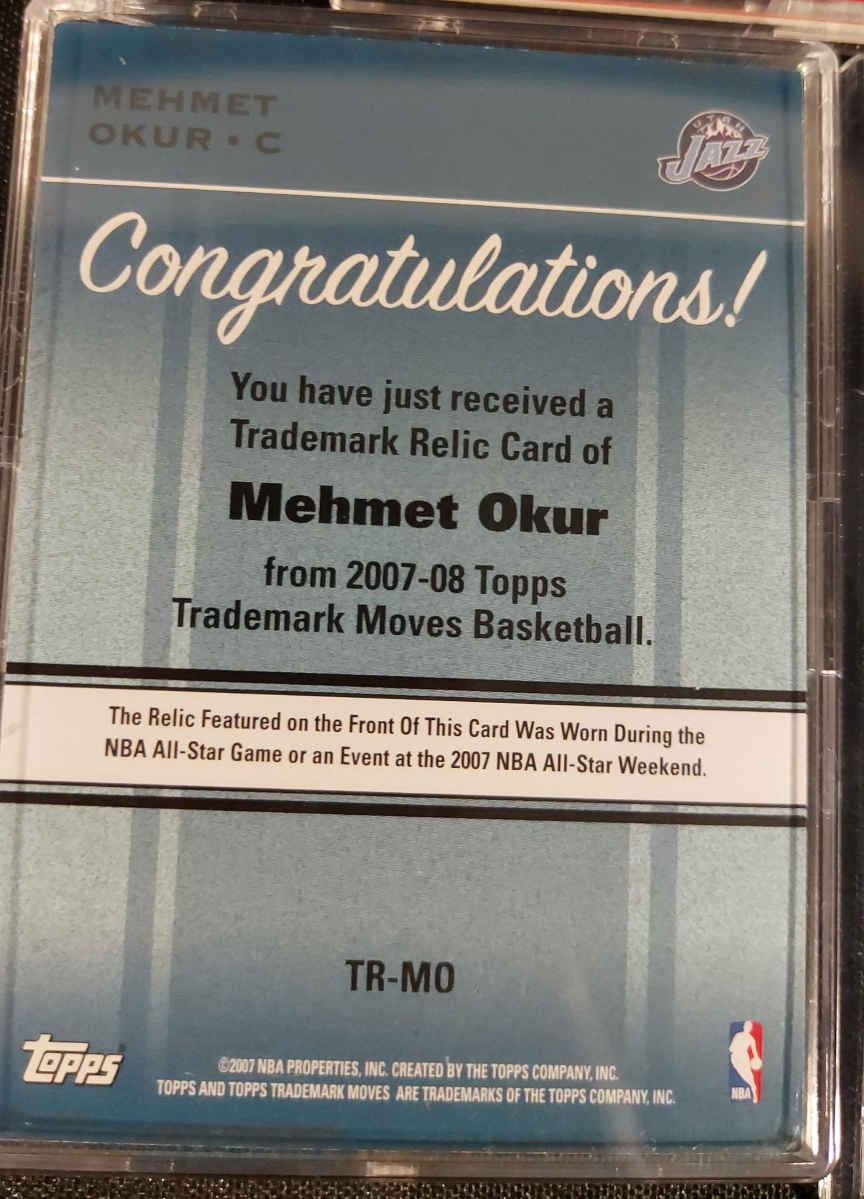 MEHMET
OKUR • C
UTAH
JAZZ
Congratulations!
You have just received a
Trademark Relic Card of
Mehmet Okur
from 2007-08 Topps
Trademark Moves Basketball.
The Relic Featured on the Front Of This Card Was Worn During the
NBA All-Star Game or an Event at the 2007 NBA All-Star Weekend.
TR-MO
TOPPS
©2007 NBA PROPERTIES, INC. CREATED BY THE TOPPS COMPANY, INC.
TOPPS AND TOPPS TRADEMARK MOVES ARE TRADEMARKS OF THE TOPPS COMPANY, INC.
NBA